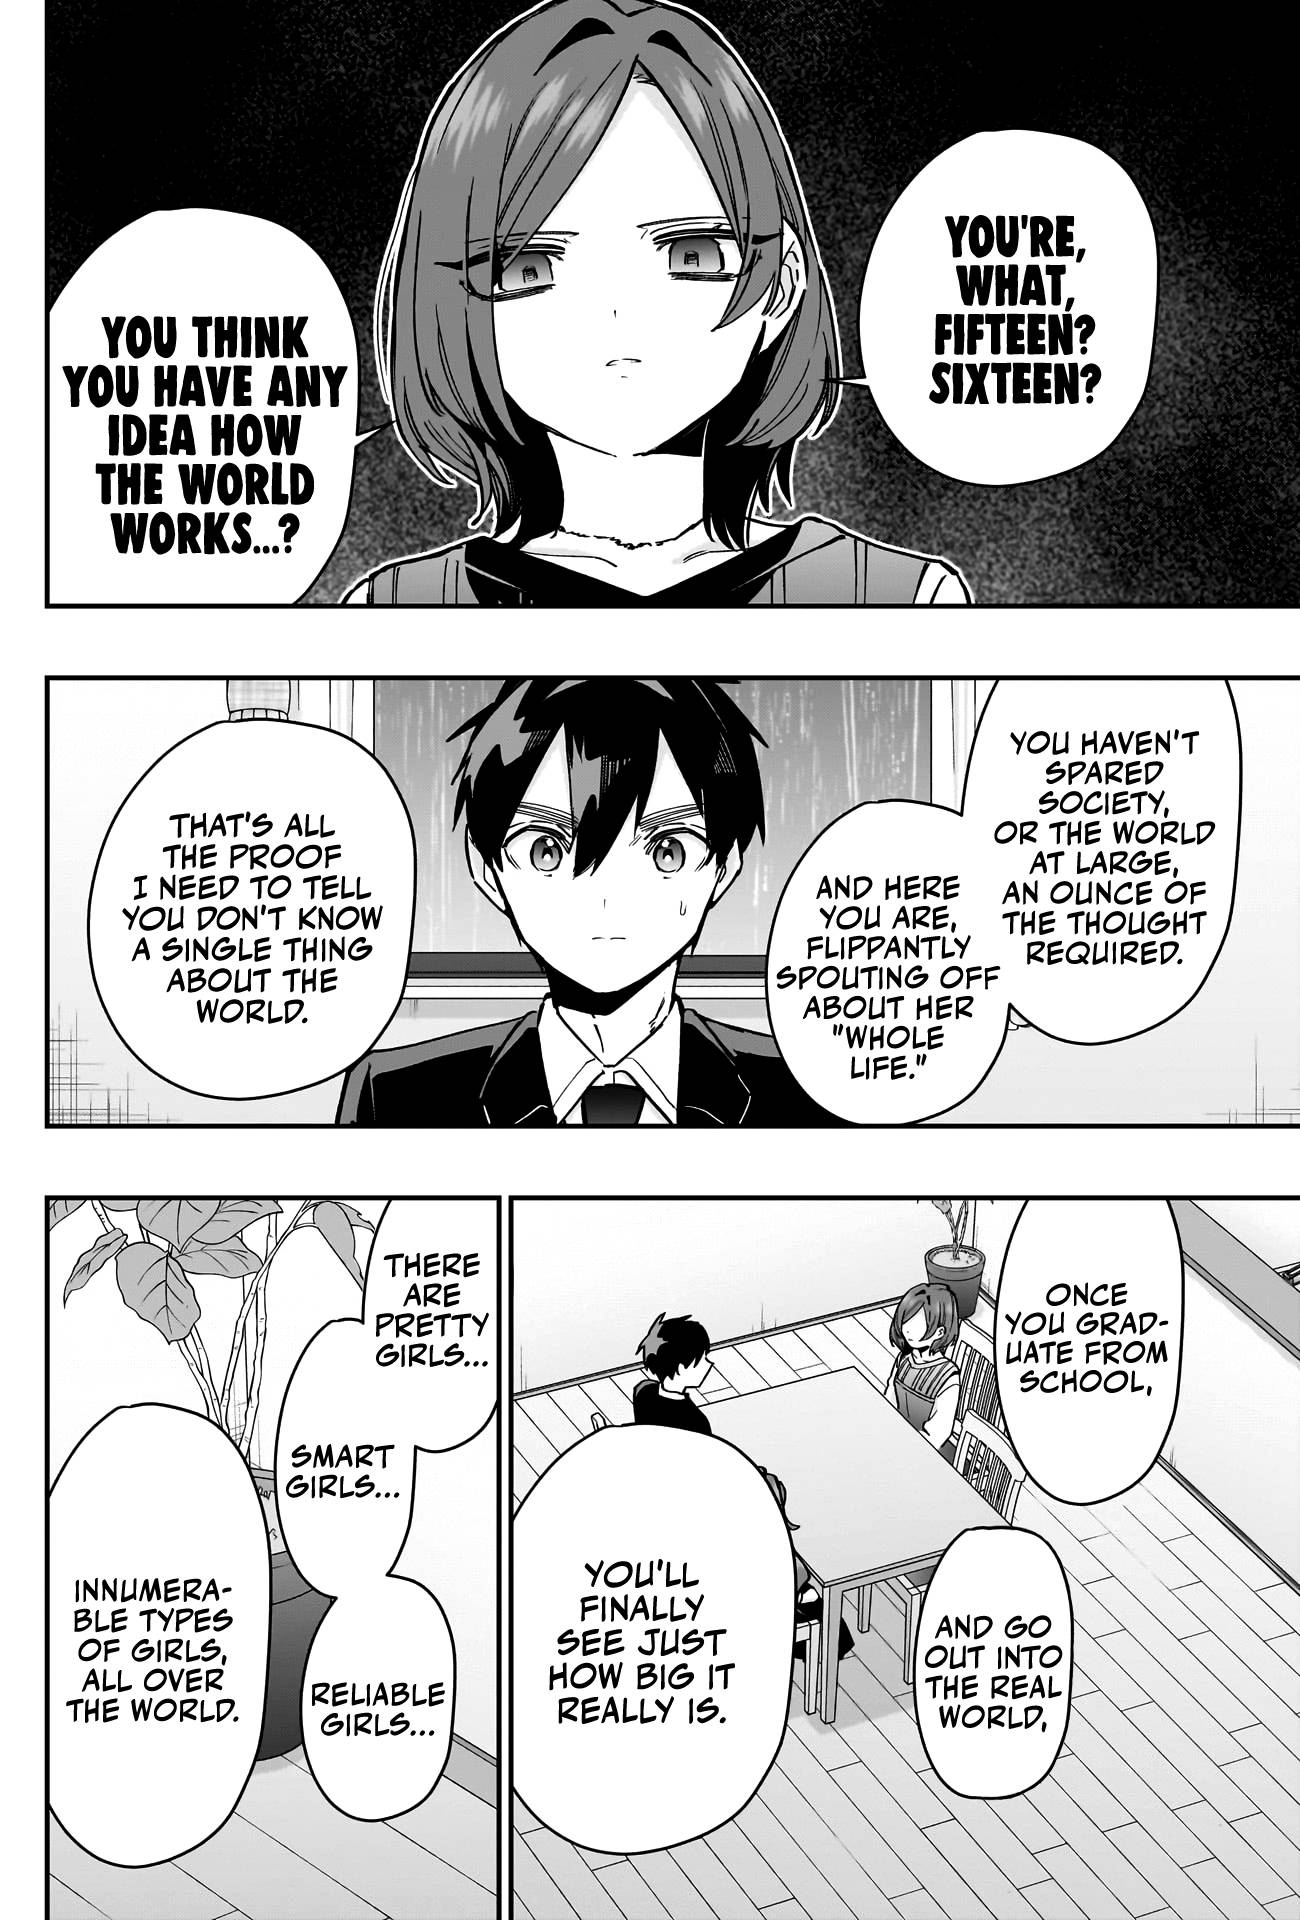 YOU'RE,
WHAT,
FIFTEEN?
SIXTEEN?
YOU THINK
YOU HAVE ANY
IDEA HOW
THE WORLD
WORKS...?
YOU HAVEN'T
SPARED
SOCIETY,
OR THE WORLD
AT LARGE,
AN OUNCE OF
THE THOUGHT
REQUIRED.
AND HERE
YOU ARE,
FLIPPANTLY
SPOUTING OFF
ABOUT HER
"WHOLE
LIFE."
THAT'S ALL
THE PROOF
I NEED TO TELL
YOU DON'T KNOW
A SINGLE THING
ABOUT THE
WORLD.
ONCE
YOU GRAD-
UATE FROM
SCHOOL,
AND GO
OUT INTO
THE REAL
WORLD,
YOU'LL
FINALLY
SEE JUST
HOW BIG IT
REALLY IS.
THERE
ARE
PRETTY
GIRLS...
SMART
GIRLS...
RELIABLE
GIRLS...
INNUMERA-
BLE TYPES
OF GIRLS,
ALL OVER
THE WORLD.